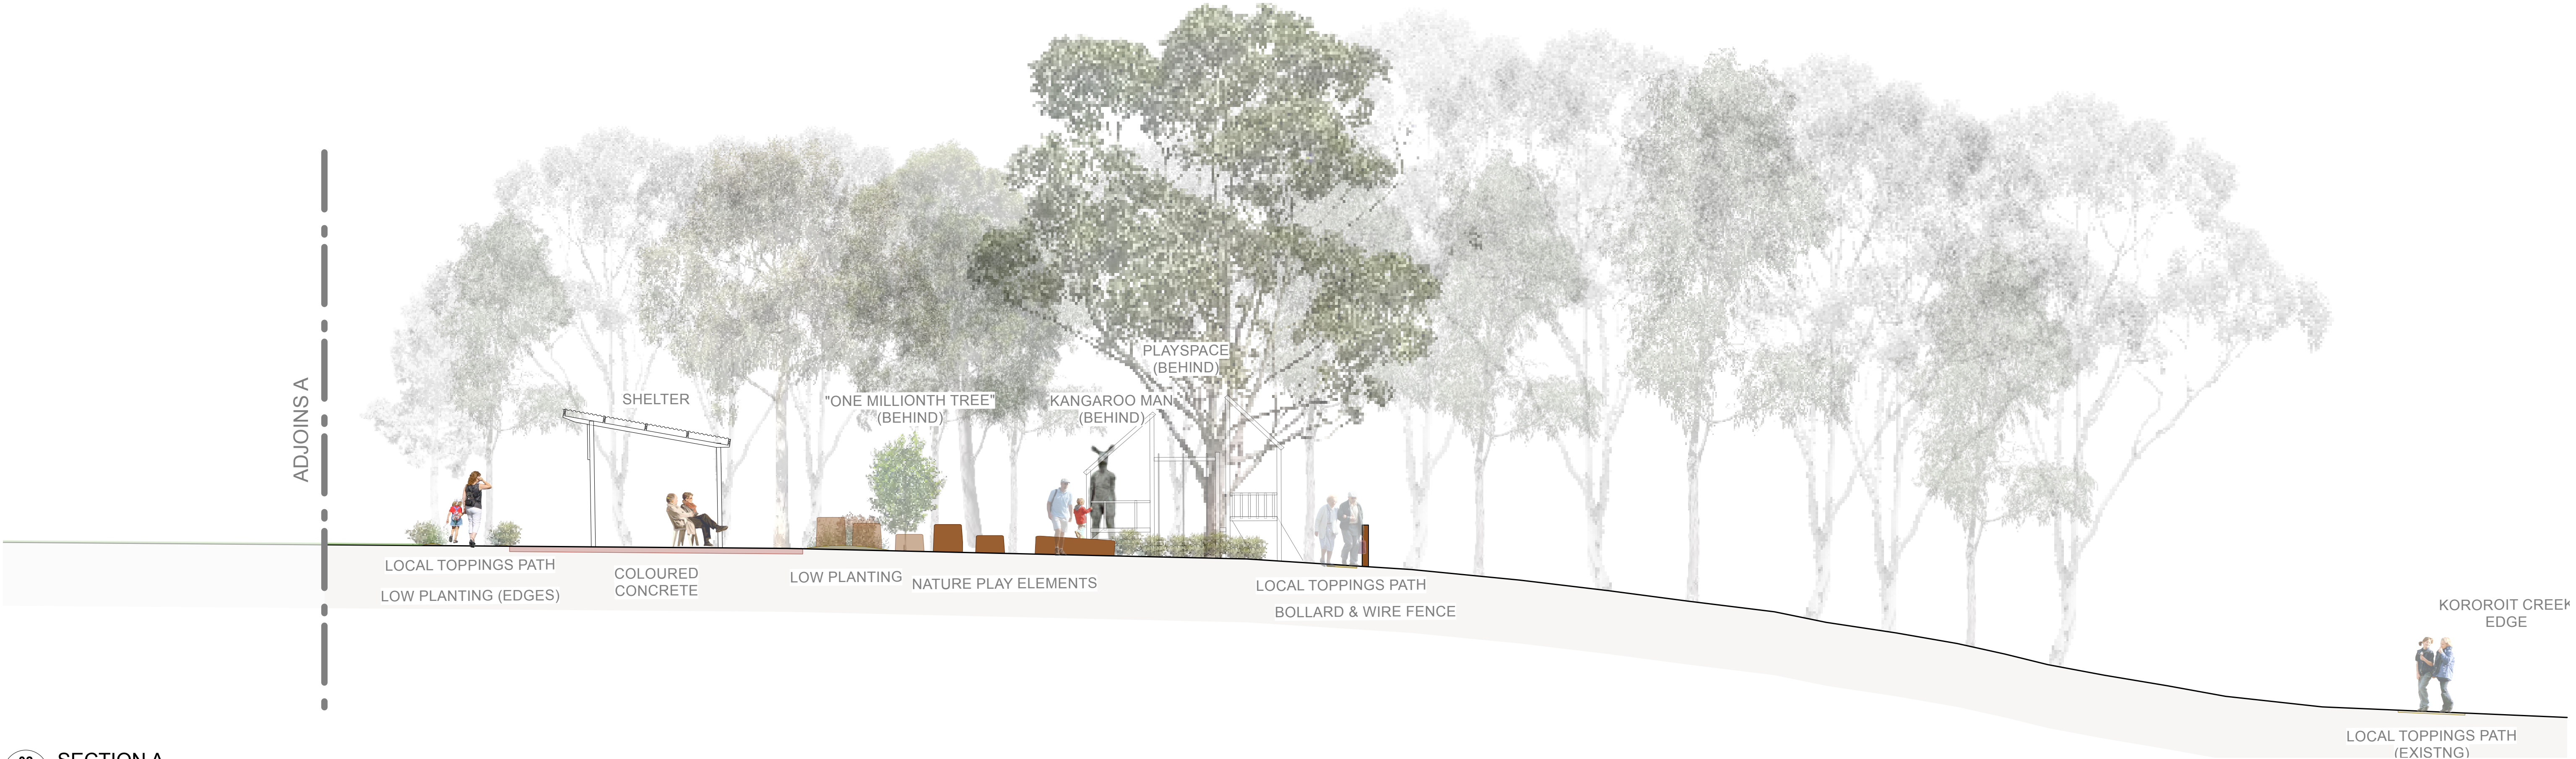 PLAYSPACE
(BEHIND)
SHELTER
"ONE MILLIONTH TREE"
(BEHIND)
KANGAROO MAN
(BEHIND)
ADJOINS A
LOCAL TOPPINGS PATH
LOW PLANTING (EDGES)
COLOURED
CONCRETE
LOW PLANTING
NATURE PLAY ELEMENTS
LOCAL TOPPINGS PATH
BOLLARD & WIRE FENCE
KOROROIT CREEK
EDGE
LOCAL TOPPINGS PATH
(EXISTNG)
SECTION A